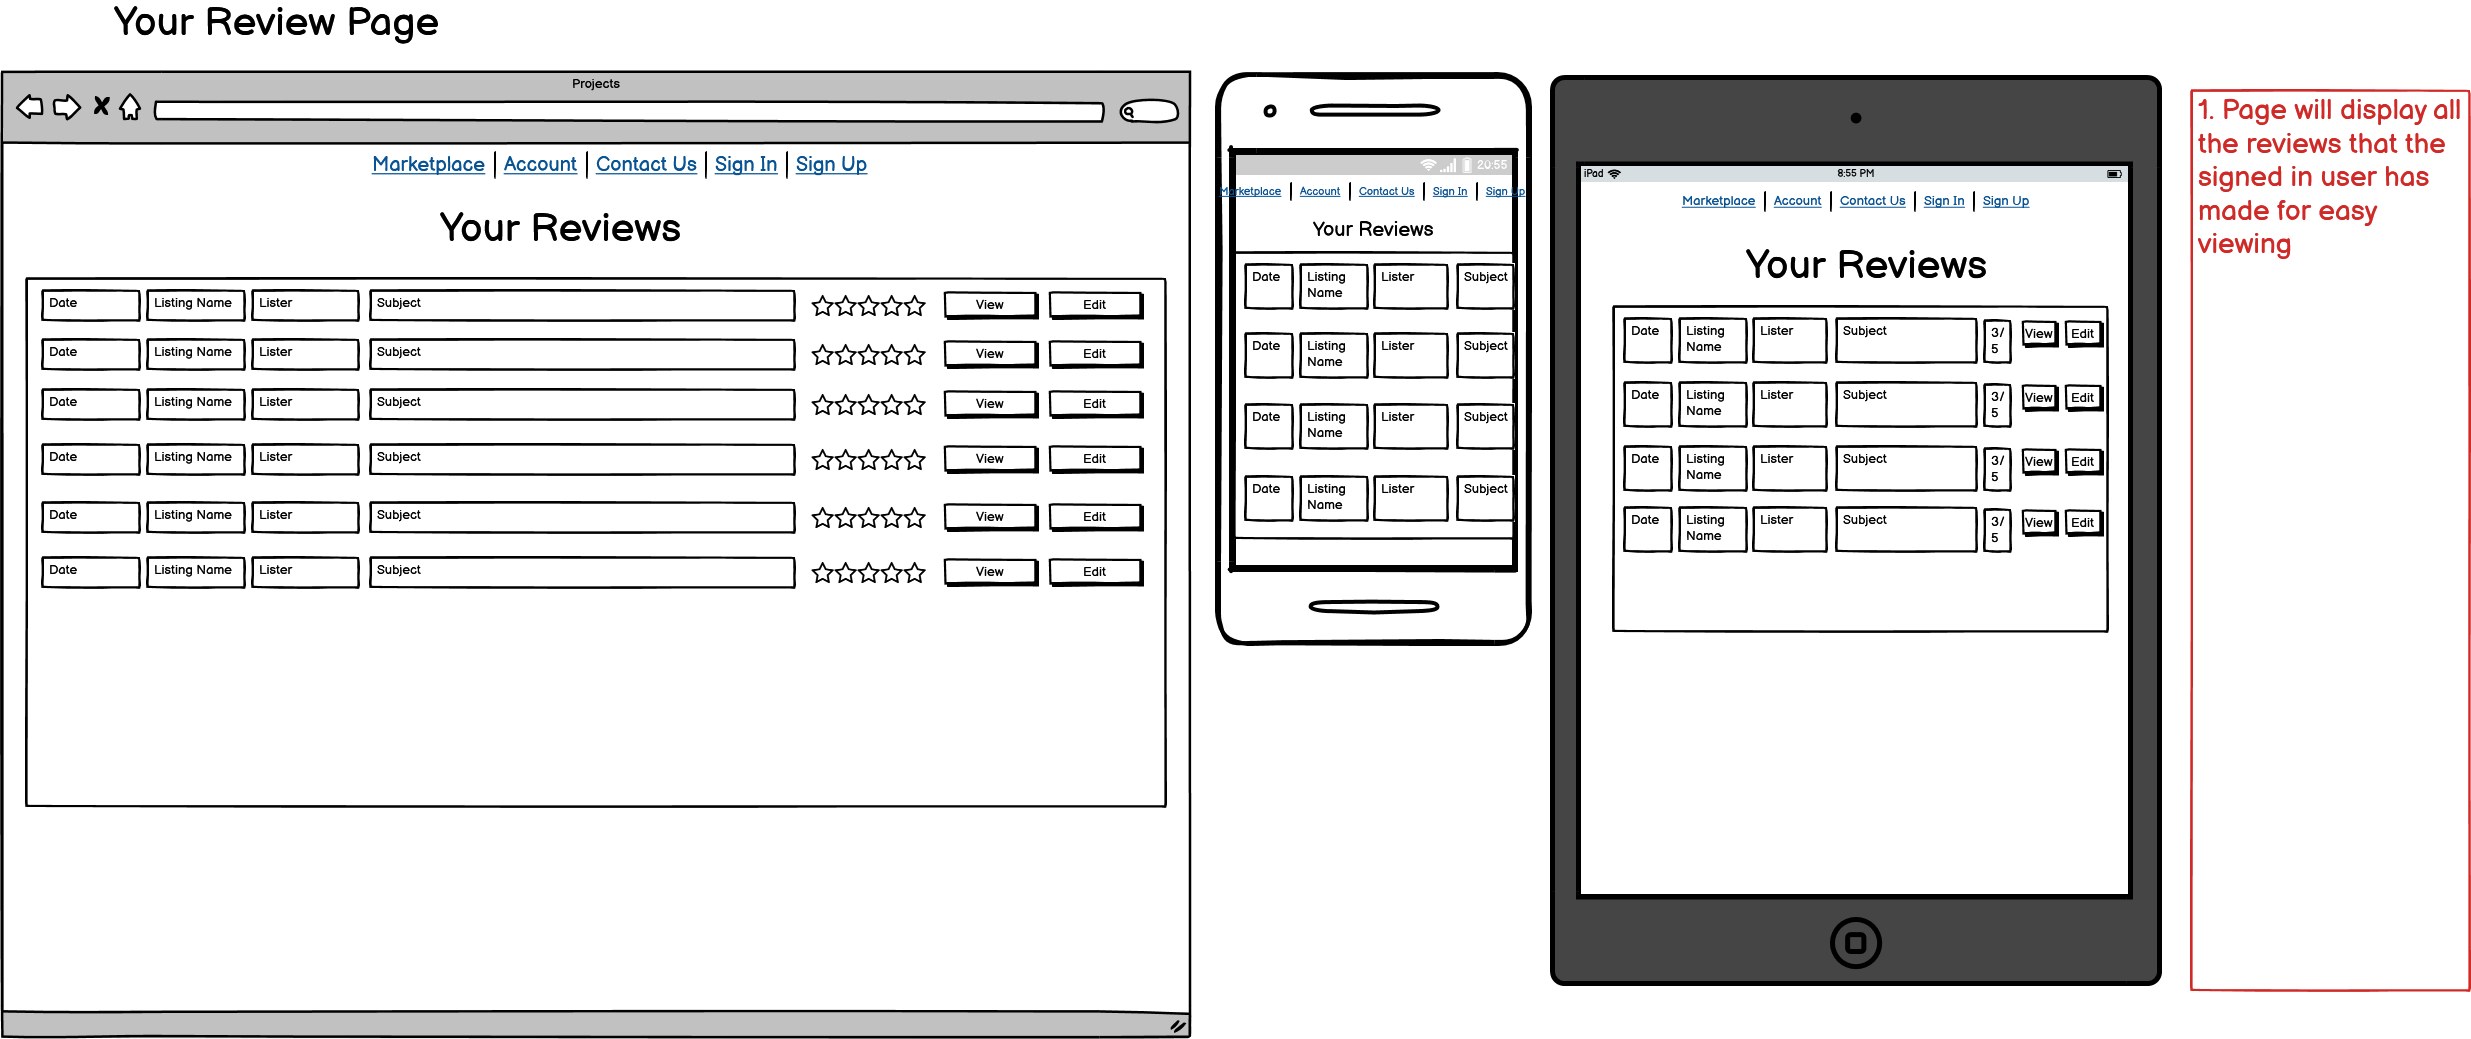 Your Review Page
Projects
Marketplace Account Contact Us Sign In Sign Up
Your Reviews
Date Listing Name Lister Subject View Edit
Date Listing Name Lister Subject View Edit
Date Listing Name Lister Subject View Edit
Date Listing Name Lister Subject View Edit
Date Listing Name Lister Subject View Edit
Date Listing Name Lister Subject View Edit
20:55
Marketplace Account Contact Us Sign In Sign Up
Your Reviews
Date Listing Lister Subject
Name
Date Listing Lister Subject
Name
Date Listing Lister Subject
Name
Date Listing Lister Subject
Name
iPad 8:55 PM
Marketplace Account Contact Us Sign In Sign Up
Your Reviews
Date Listing Lister Subject 3/ View Edit
Name 5
Date Listing Lister Subject 3/ View Edit
Name 5
Date Listing Lister Subject 3/ View Edit
Name 5
Date Listing Lister Subject 3/ View Edit
Name 5
1. Page will display all
the reviews that the
signed in user has
made for easy
viewing